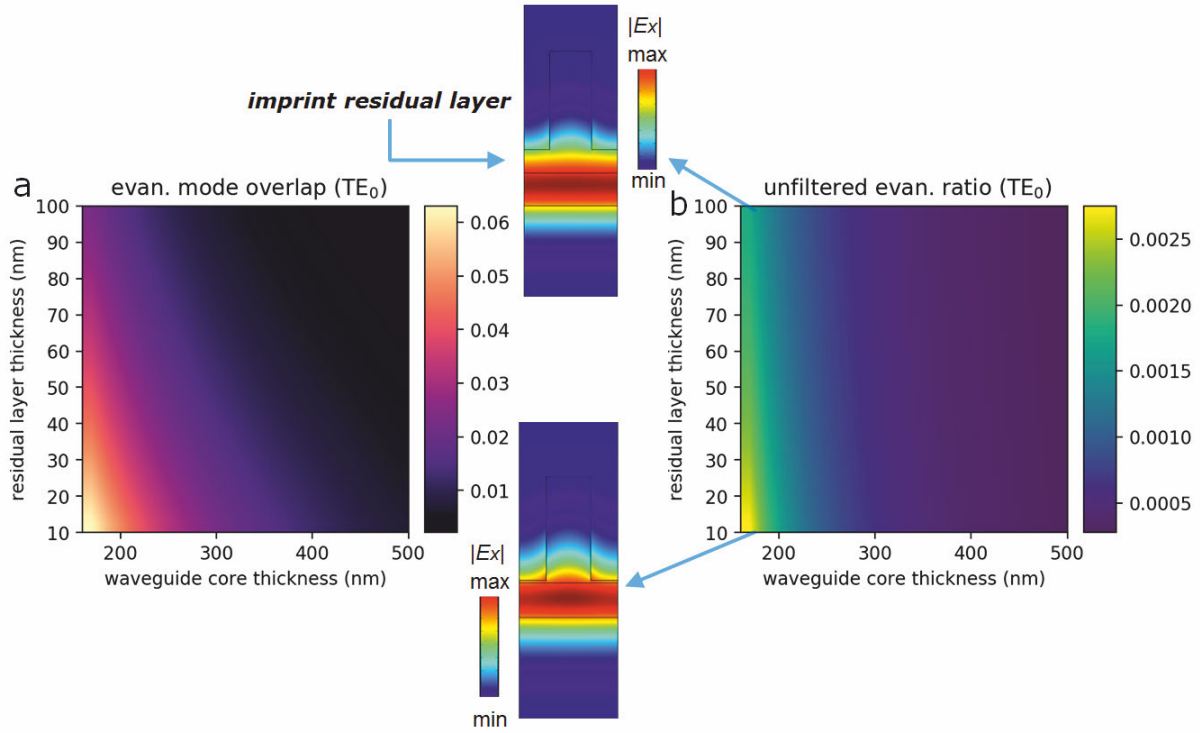 |Ex|
max
min
imprint residual layer
a
evan. mode overlap (TE₀)
residual layer thickness (nm)
100
90
80
70
60
50
40
30
20
10
200
300
400
500
waveguide core thickness (nm)
0.06
0.05
0.04
0.03
0.02
0.01
b
unfiltered evan. ratio (TE₀)
residual layer thickness (nm)
100
90
80
70
60
50
40
30
20
10
200
300
400
500
waveguide core thickness (nm)
0.0025
0.0020
0.0015
0.0010
0.0005
|Ex|
max
min